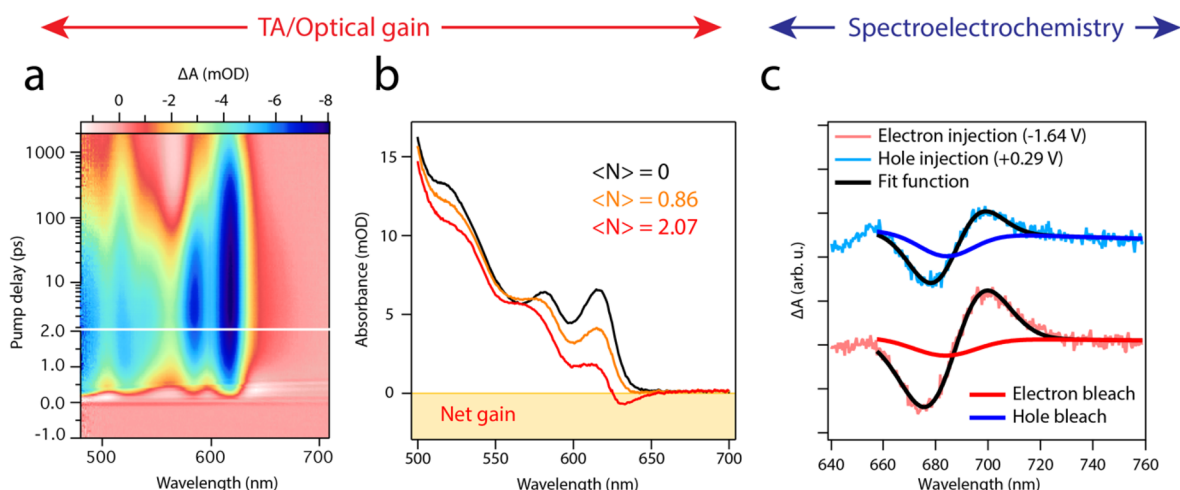 TA/Optical gain
Spectroelectrochemistry
a
ΔA (mOD)
0 -2 -4 -6 -8
1000
100
10
2.0
1.0
0.0
-1.0
Pump delay (ps)
500 600 700
Wavelength (nm)
b
15
10
5
0
Absorbance (mOD)
<N> = 0
<N> = 0.86
<N> = 2.07
Net gain
500 550 600 650 700
Wavelength (nm)
c
ΔA (arb. u.)
Electron injection (-1.64 V)
Hole injection (+0.29 V)
Fit function
Electron bleach
Hole bleach
640 660 680 700 720 740 760
Wavelength (nm)